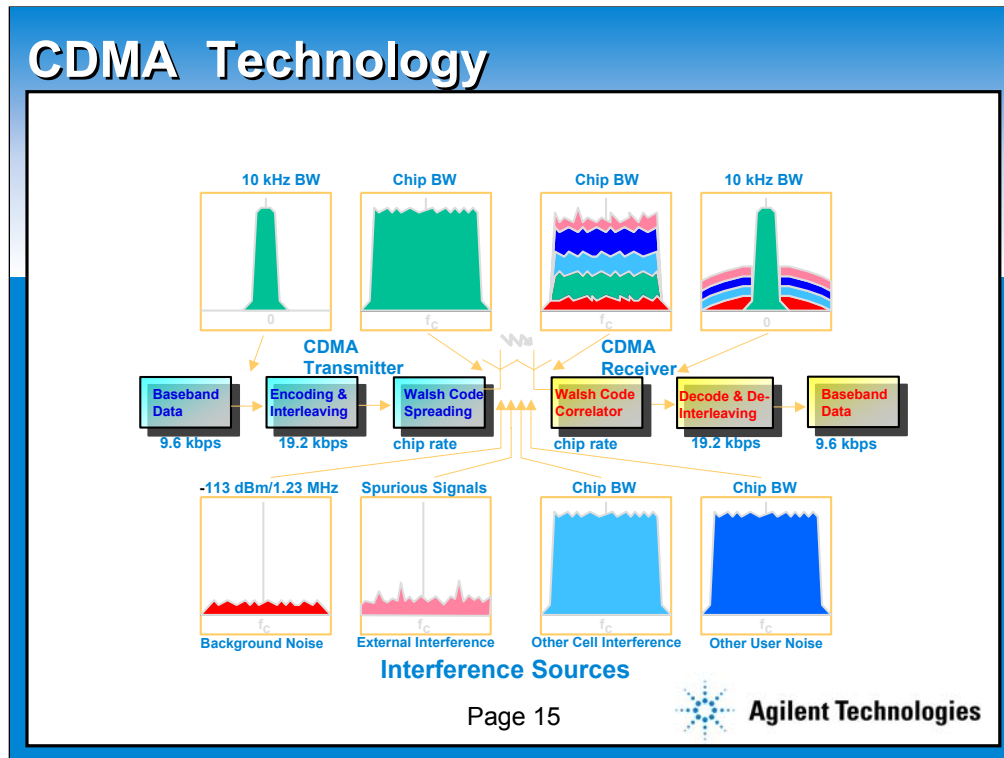 CDMA Technology
10 kHz BW
Chip BW
Chip BW
10 kHz BW
0
fC
fC
0
CDMA
Transmitter
CDMA
Receiver
Baseband
Data
Encoding &
Interleaving
Walsh Code
Spreading
Walsh Code
Correlator
Decode & De-
Interleaving
Baseband
Data
9.6 kbps
19.2 kbps
chip rate
chip rate
19.2 kbps
9.6 kbps
-113 dBm/1.23 MHz
Spurious Signals
Chip BW
Chip BW
fC
fC
fC
fC
Background Noise
External Interference
Other Cell Interference
Other User Noise
Interference Sources
Page 15
Agilent Technologies